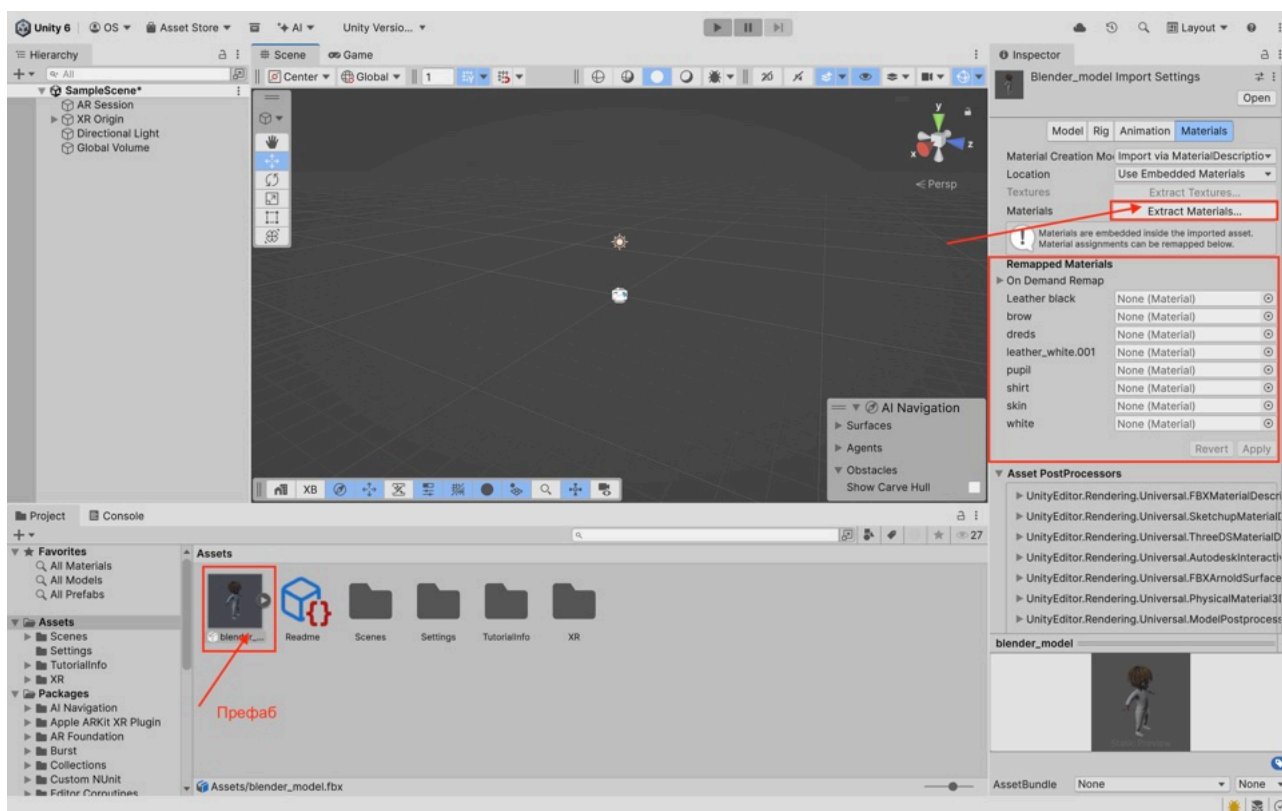 Unity 6 OS Asset Store AI Unity Versio... Layout
Hierarchy
All
SampleScene*
AR Session
XR Origin
Directional Light
Global Volume
Scene Game
Center Global 1
y
x
z
Persp
AI Navigation
Surfaces
Agents
Obstacles
Show Carve Hull
XB
Inspector
Blender_model Import Settings
Open
Model Rig Animation Materials
Material Creation Mo Import via MaterialDescriptio
Location Use Embedded Materials
Textures Extract Textures...
Materials Extract Materials...
Materials are embedded inside the imported asset.
Material assignments can be remapped below.
Remapped Materials
On Demand Remap
Leather black None (Material)
brow None (Material)
dreds None (Material)
leather_white.001 None (Material)
pupil None (Material)
shirt None (Material)
skin None (Material)
white None (Material)
Revert Apply
Asset PostProcessors
UnityEditor.Rendering.Universal.FBXMaterialDescri
UnityEditor.Rendering.Universal.SketchupMaterialD
UnityEditor.Rendering.Universal.ThreeDSMaterialD
UnityEditor.Rendering.Universal.AutodeskInteractiv
UnityEditor.Rendering.Universal.FBXArnoldSurface
UnityEditor.Rendering.Universal.PhysicalMaterial3
UnityEditor.Rendering.Universal.ModelPostprocess
blender_model
AssetBundle None None
Project Console
27
Favorites
All Materials
All Models
All Prefabs
Assets
Scenes
Settings
TutorialInfo
XR
Packages
AI Navigation
Apple ARKit XR Plugin
AR Foundation
Burst
Collections
Custom NUnit
Editor Coroutines
Assets
blender_... Readme Scenes Settings TutorialInfo XR
Префаб
Assets/blender_model.fbx